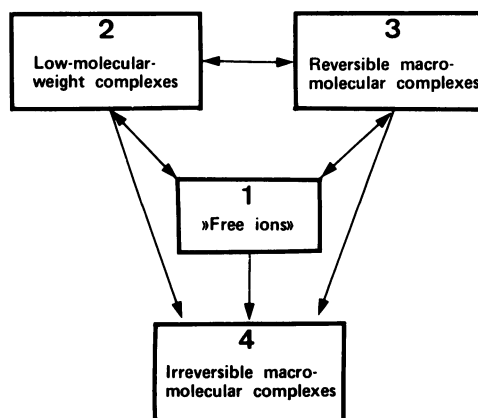 2
Low-molecular-
weight complexes
3
Reversible macro-
molecular complexes
1
»Free ions»
4
Irreversible macro-
molecular complexes